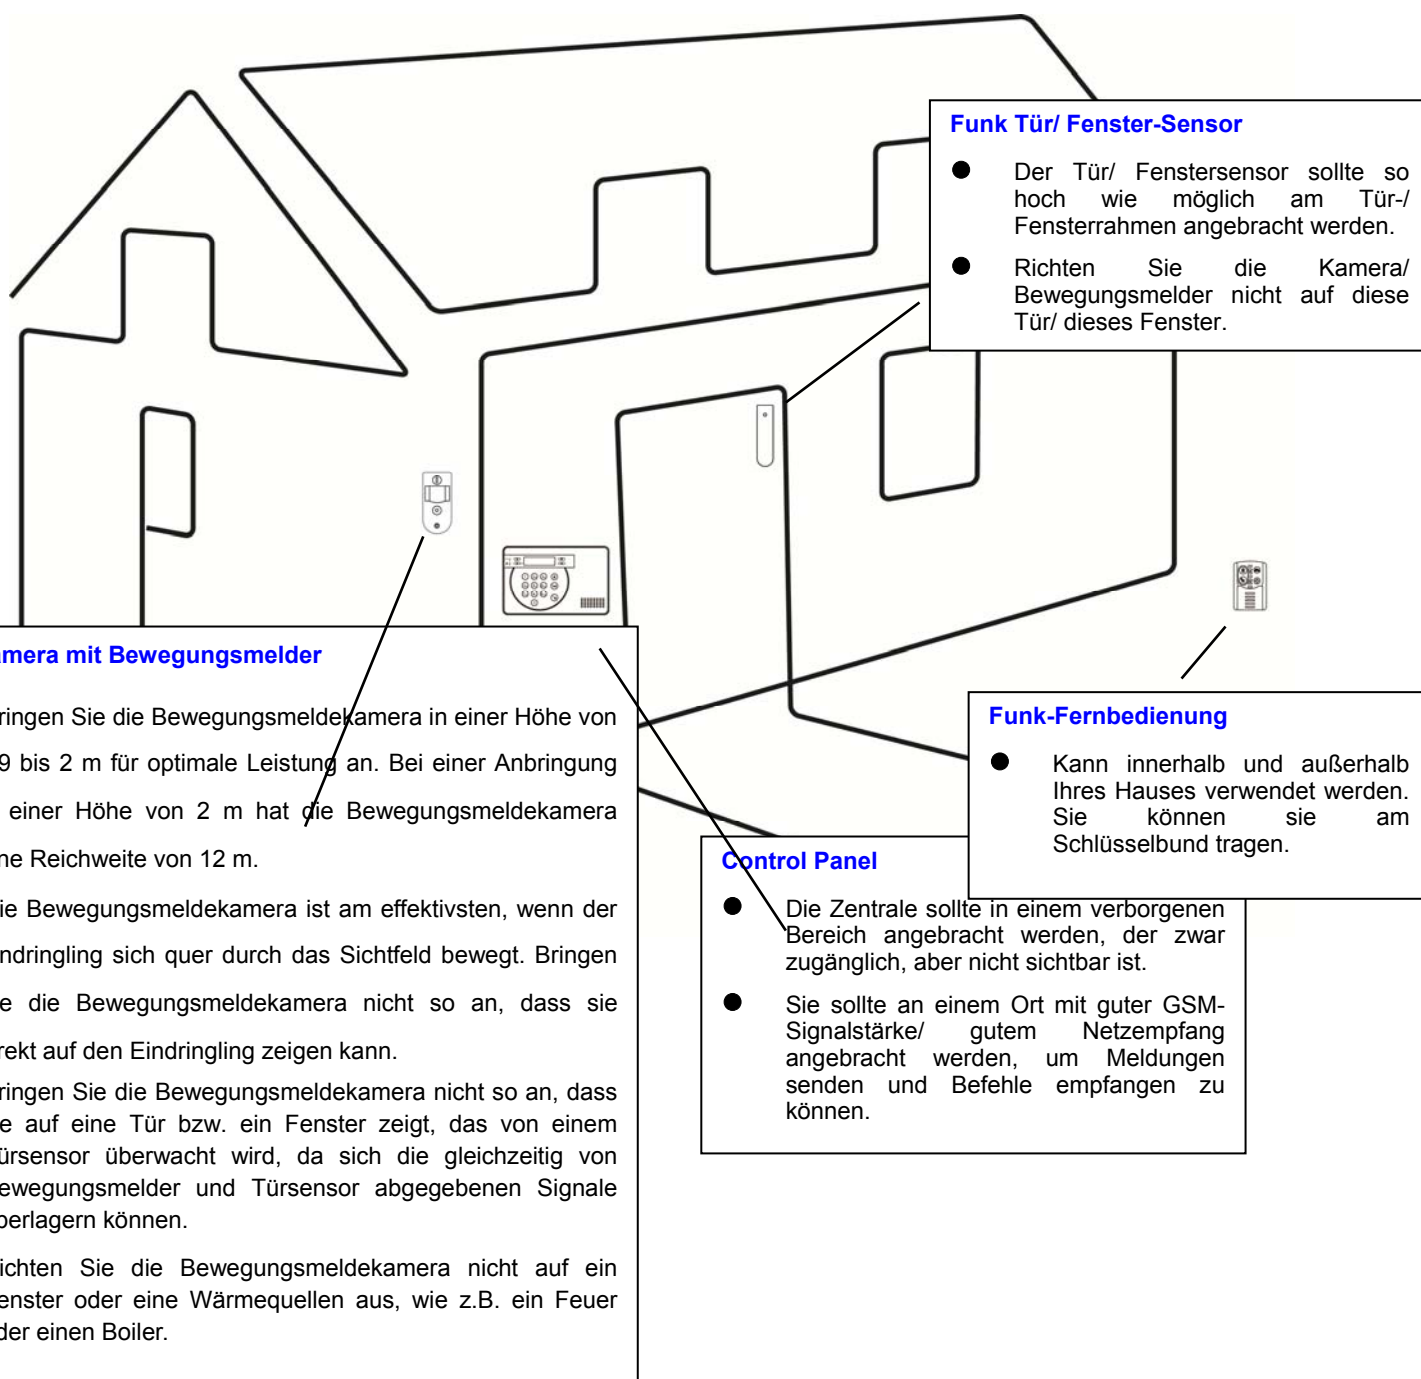 Funk Tür/ Fenster-Sensor
● Der Tür/ Fenstersensor sollte so
hoch wie möglich am Tür-/
Fensterrahmen angebracht werden.
● Richten Sie die Kamera/
Bewegungsmelder nicht auf diese
Tür/ dieses Fenster.
amera mit Bewegungsmelder
ringen Sie die Bewegungsmeldekamera in einer Höhe von
9 bis 2 m für optimale Leistung an. Bei einer Anbringung
einer Höhe von 2 m hat die Bewegungsmeldekamera
ne Reichweite von 12 m.
ie Bewegungsmeldekamera ist am effektivsten, wenn der
ndringling sich quer durch das Sichtfeld bewegt. Bringen
e die Bewegungsmeldekamera nicht so an, dass sie
rekt auf den Eindringling zeigen kann.
ringen Sie die Bewegungsmeldekamera nicht so an, dass
e auf eine Tür bzw. ein Fenster zeigt, das von einem
ürsensor überwacht wird, da sich die gleichzeitig von
ewegungsmelder und Türsensor abgegebenen Signale
berlagern können.
ichten Sie die Bewegungsmeldekamera nicht auf ein
enster oder eine Wärmequellen aus, wie z.B. ein Feuer
der einen Boiler.
Funk-Fernbedienung
● Kann innerhalb und außerhalb
Ihres Hauses verwendet werden.
Sie können sie am
Schlüsselbund tragen.
Control Panel
● Die Zentrale sollte in einem verborgenen
Bereich angebracht werden, der zwar
zugänglich, aber nicht sichtbar ist.
● Sie sollte an einem Ort mit guter GSM-
Signalstärke/ gutem Netzempfang
angebracht werden, um Meldungen
senden und Befehle empfangen zu
können.